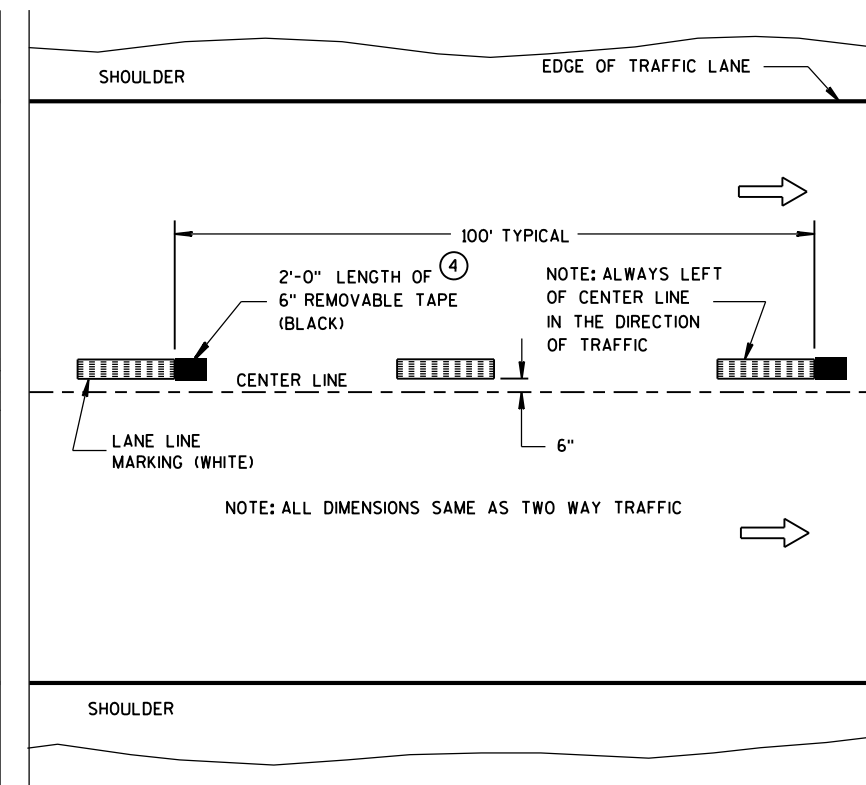 SHOULDER
EDGE OF TRAFFIC LANE
100' TYPICAL
2'-0" LENGTH OF 4
6" REMOVABLE TAPE
(BLACK)
NOTE: ALWAYS LEFT
OF CENTER LINE
IN THE DIRECTION
OF TRAFFIC
CENTER LINE
LANE LINE
MARKING (WHITE)
6"
NOTE: ALL DIMENSIONS SAME AS TWO WAY TRAFFIC
SHOULDER